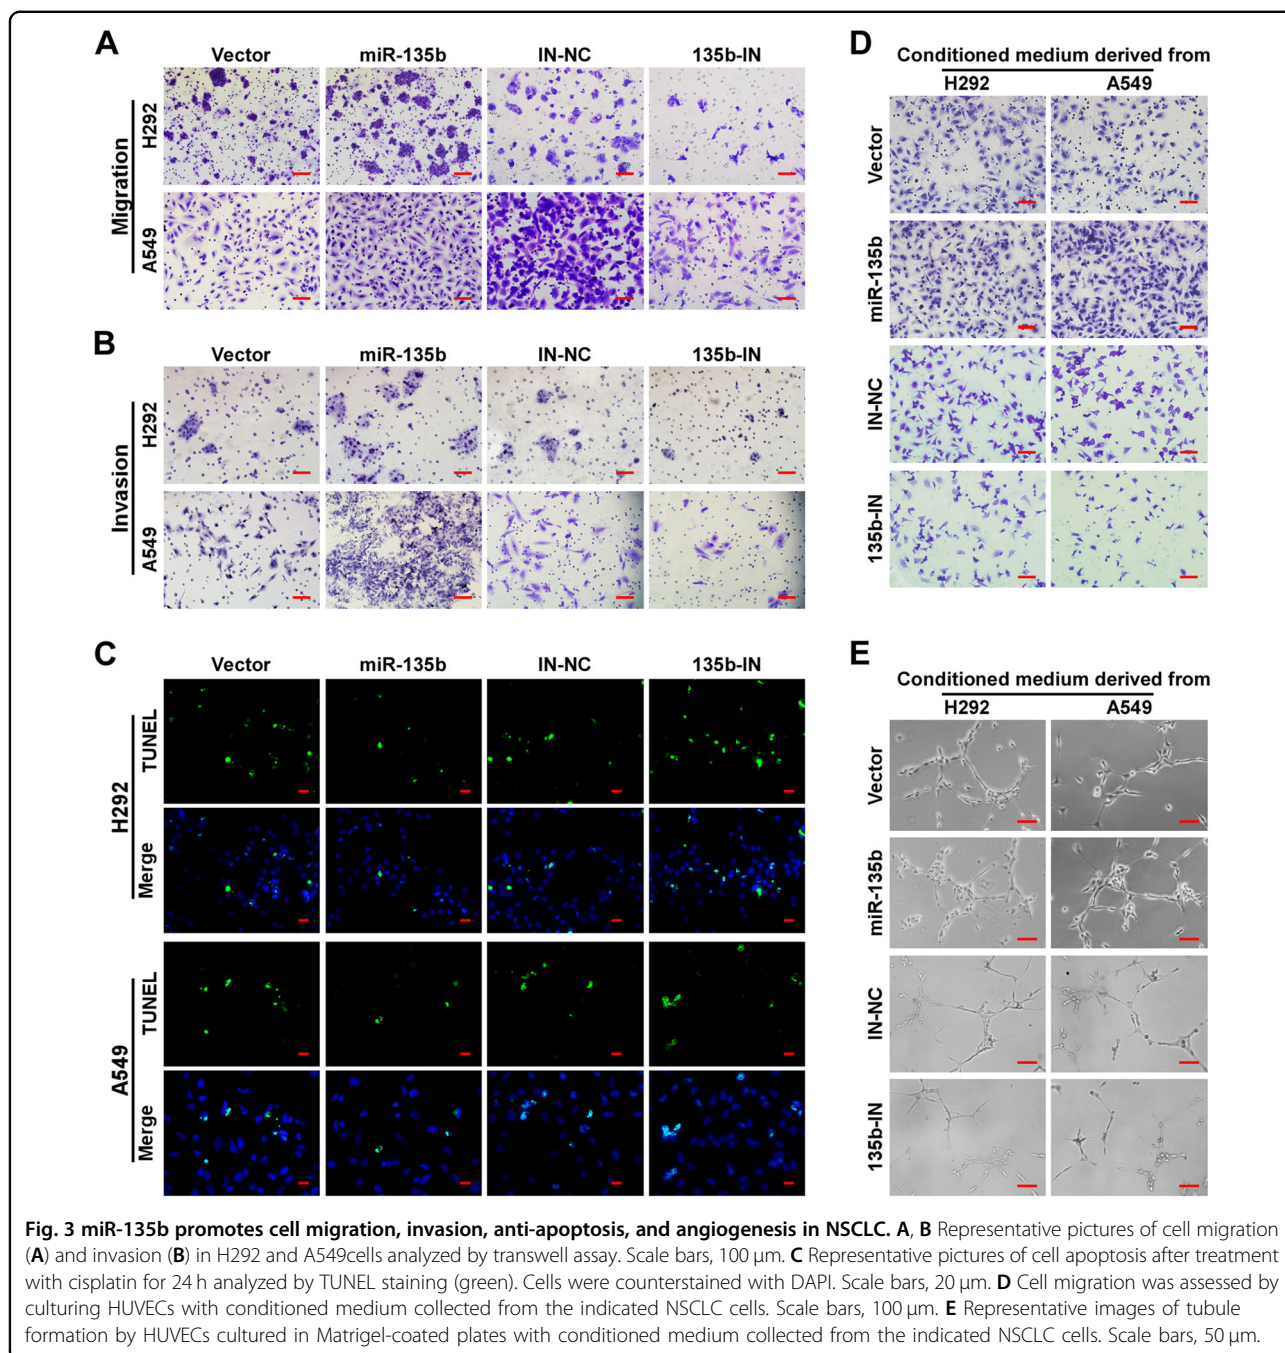 A
Vector miR-135b IN-NC 135b-IN
Migration
H292
A549
B
Vector miR-135b IN-NC 135b-IN
Invasion
H292
A549
C
Vector miR-135b IN-NC 135b-IN
H292
TUNEL
Merge
A549
TUNEL
Merge
D
Conditioned medium derived from
H292 A549
Vector
miR-135b
IN-NC
135b-IN
E
Conditioned medium derived from
H292 A549
Vector
miR-135b
IN-NC
135b-IN
Fig. 3 miR-135b promotes cell migration, invasion, anti-apoptosis, and angiogenesis in NSCLC. A, B Representative pictures of cell migration
(A) and invasion (B) in H292 and A549cells analyzed by transwell assay. Scale bars, 100 µm. C Representative pictures of cell apoptosis after treatment
with cisplatin for 24 h analyzed by TUNEL staining (green). Cells were counterstained with DAPI. Scale bars, 20 µm. D Cell migration was assessed by
culturing HUVECs with conditioned medium collected from the indicated NSCLC cells. Scale bars, 100 µm. E Representative images of tubule
formation by HUVECs cultured in Matrigel-coated plates with conditioned medium collected from the indicated NSCLC cells. Scale bars, 50 µm.